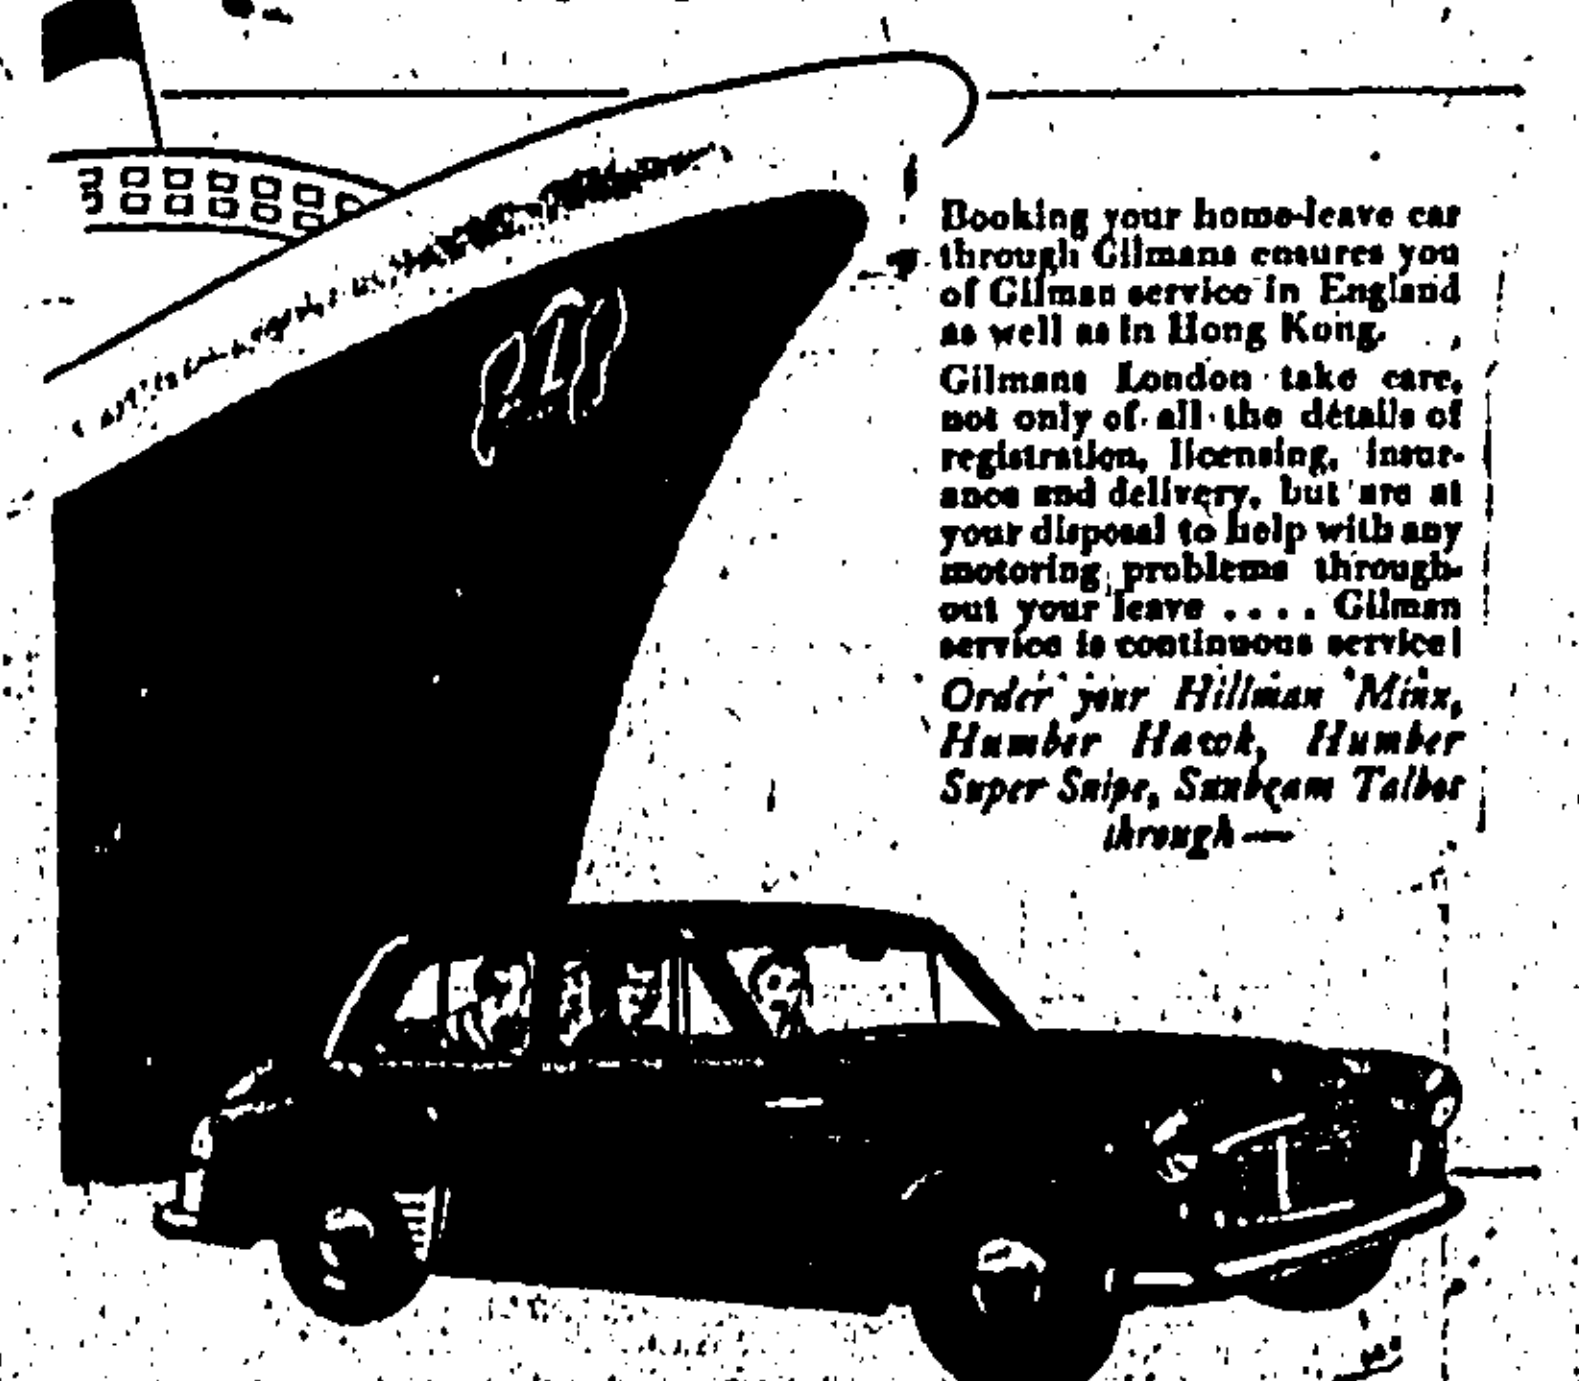 Booking your home-leave car
through Gilmans ensures you
of Gilman service in England
as well as in Hong Kong.
Gilmans London take care,
not only of all the details of
registration, licensing, insur-
ance and delivery, but are at
your disposal to help with any
motoring problems through-
out your leave .... Gilman
service is continuous service!
Order your Hillman Minx,
Humber Hawk, Humber
Super Snipe, Sunbeam Talbot
through —